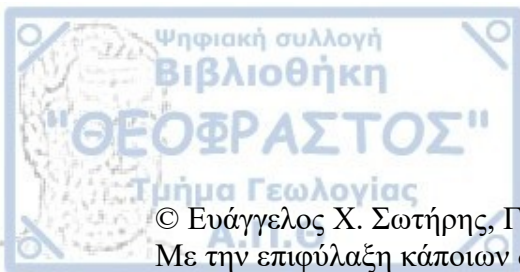 Ψηφιακή συλλογή
Βιβλιοθήκη
"ΘΕΟΦΡΑΣΤΟΣ"
Τμήμα Γεωλογίας
Α.Π.Θ
© Ευάγγελος Χ. Σωτήρης,
Με την επιφύλαξη κάποιων